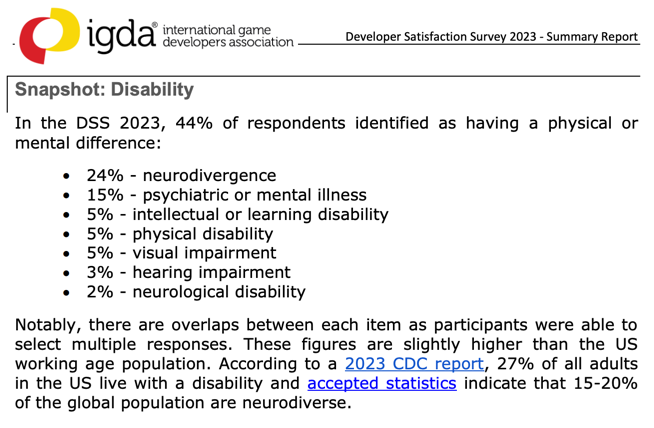 igda® international game
developers association
Developer Satisfaction Survey 2023 - Summary Report
Snapshot: Disability
In the DSS 2023, 44% of respondents identified as having a physical or
mental difference:
• 24% - neurodivergence
• 15% - psychiatric or mental illness
• 5% - intellectual or learning disability
• 5% - physical disability
• 5% - visual impairment
• 3% - hearing impairment
• 2% - neurological disability
Notably, there are overlaps between each item as participants were able to
select multiple responses. These figures are slightly higher than the US
working age population. According to a 2023 CDC report, 27% of all adults
in the US live with a disability and accepted statistics indicate that 15-20%
of the global population are neurodiverse.